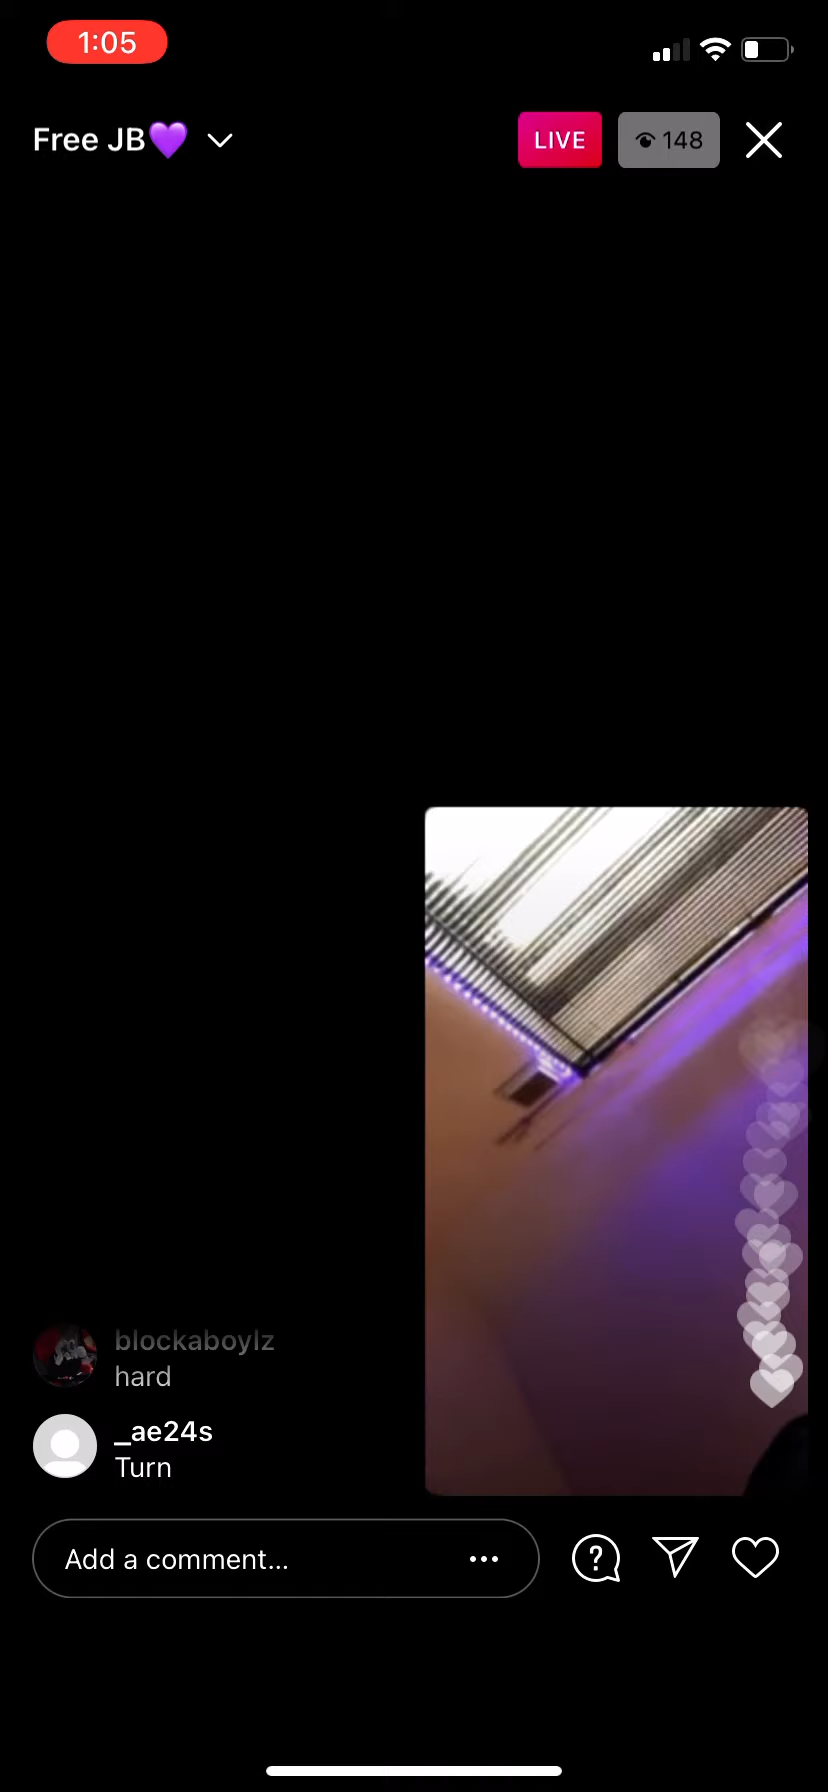 1:05
Free JB💜
LIVE
148
blockaboylz
hard
_ae24s
Turn
Add a comment...